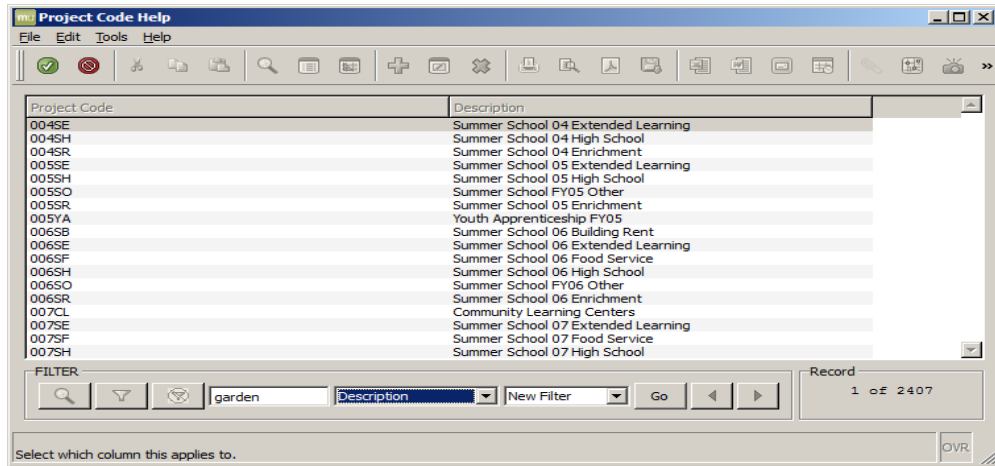 mu Project Code Help
File Edit Tools Help
»
Project Code Description
004SE Summer School 04 Extended Learning
004SH Summer School 04 High School
004SR Summer School 04 Enrichment
005SE Summer School 05 Extended Learning
005SH Summer School 05 High School
005SO Summer School FY05 Other
005SR Summer School 05 Enrichment
005YA Youth Apprenticeship FY05
006SB Summer School 06 Building Rent
006SE Summer School 06 Extended Learning
006SF Summer School 06 Food Service
006SH Summer School 06 High School
006SO Summer School FY06 Other
006SR Summer School 06 Enrichment
007CL Community Learning Centers
007SE Summer School 07 Extended Learning
007SF Summer School 07 Food Service
007SH Summer School 07 High School
FILTER Record
garden Description New Filter Go 1 of 2407
Select which column this applies to. OVR